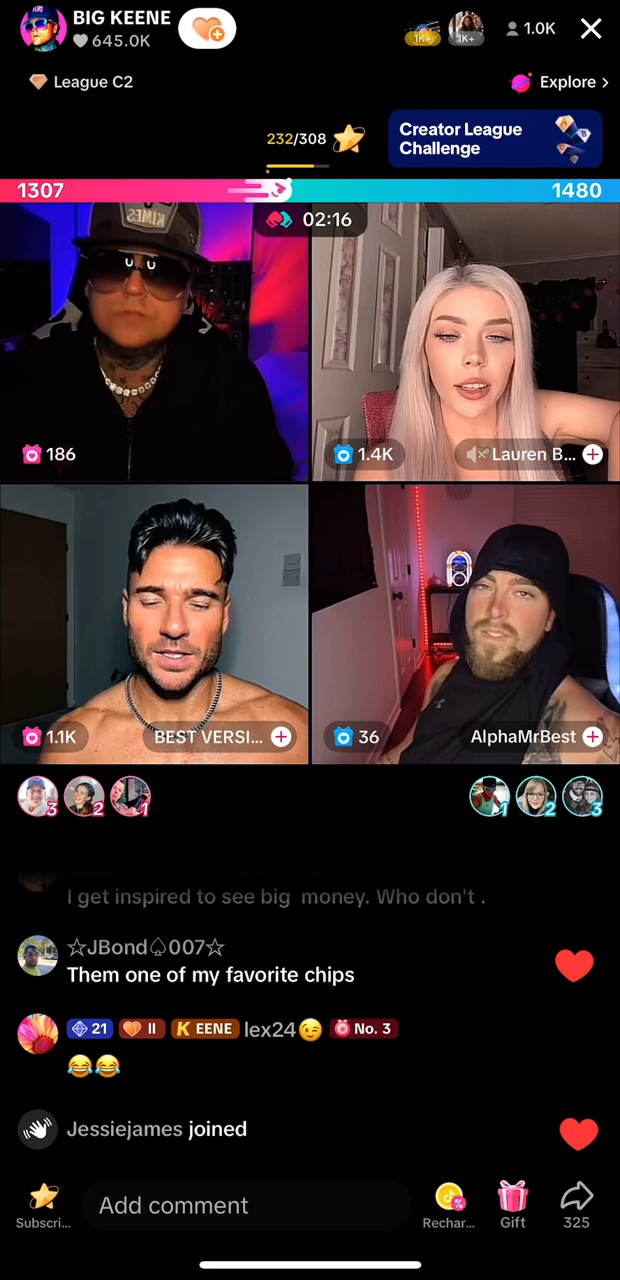 BIG KEENE
645.0K
1K+
1K+
1.0K
League C2
Explore >
232/308
Creator League
Challenge
1307
1480
02:16
KIMES
186
1.4K
Lauren B...
1.1K
BEST VERSI...
36
AlphaMrBest
3
2
1
1
2
3
I get inspired to see big money. Who don't .
☆JBond♤007☆
Them one of my favorite chips
21 II KEENE lex24😉 No. 3
😂😂
Jessiejames joined
Add comment
Subscri...
Rechar...
Gift
325